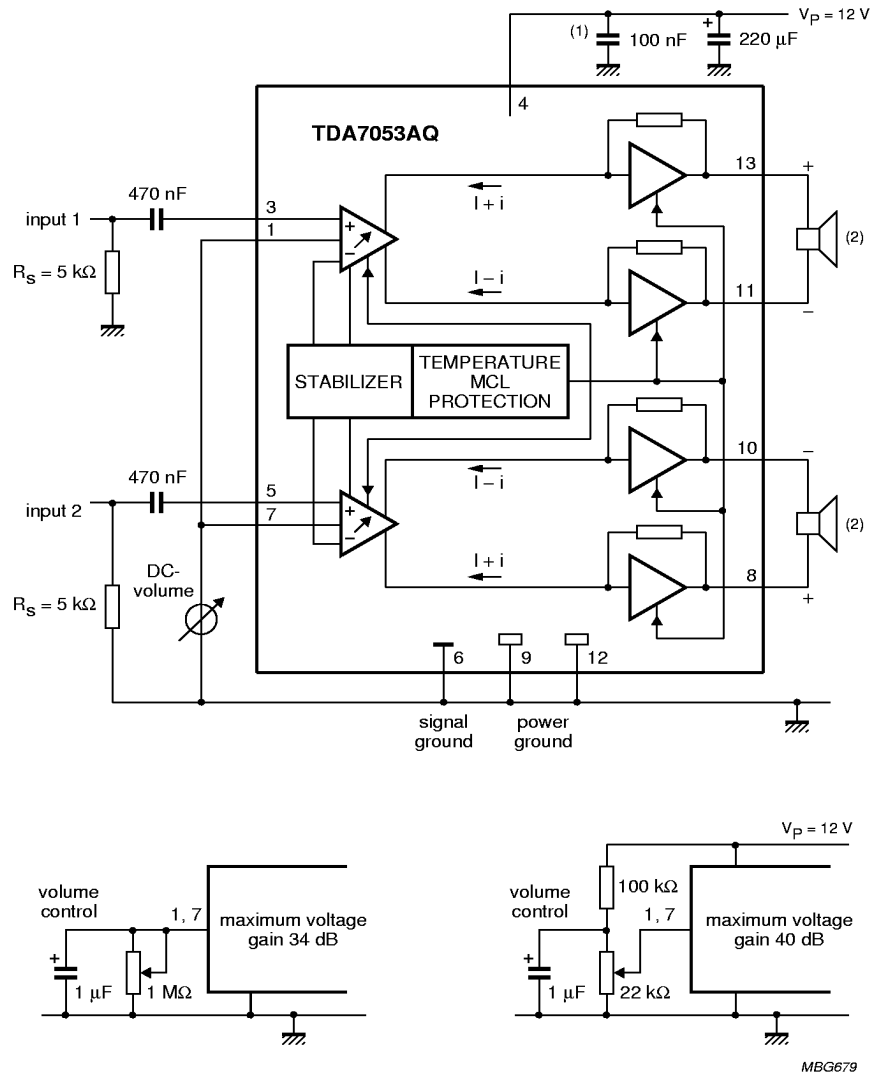 V_P = 12 V
(1)
100 nF
+
220 μF
4
TDA7053AQ
470 nF
input 1
3
1
R_S = 5 kΩ
+
−
I + i
13
+
(2)
I − i
11
−
STABILIZER
TEMPERATURE
MCL
PROTECTION
470 nF
input 2
5
7
+
−
I − i
10
−
(2)
I + i
8
+
DC-
volume
R_S = 5 kΩ
6
9
12
signal
ground
power
ground
volume
control
1, 7
maximum voltage
gain 34 dB
+
1 μF
1 MΩ
V_P = 12 V
volume
control
100 kΩ
1, 7
maximum voltage
gain 40 dB
+
1 μF
22 kΩ
MBG679